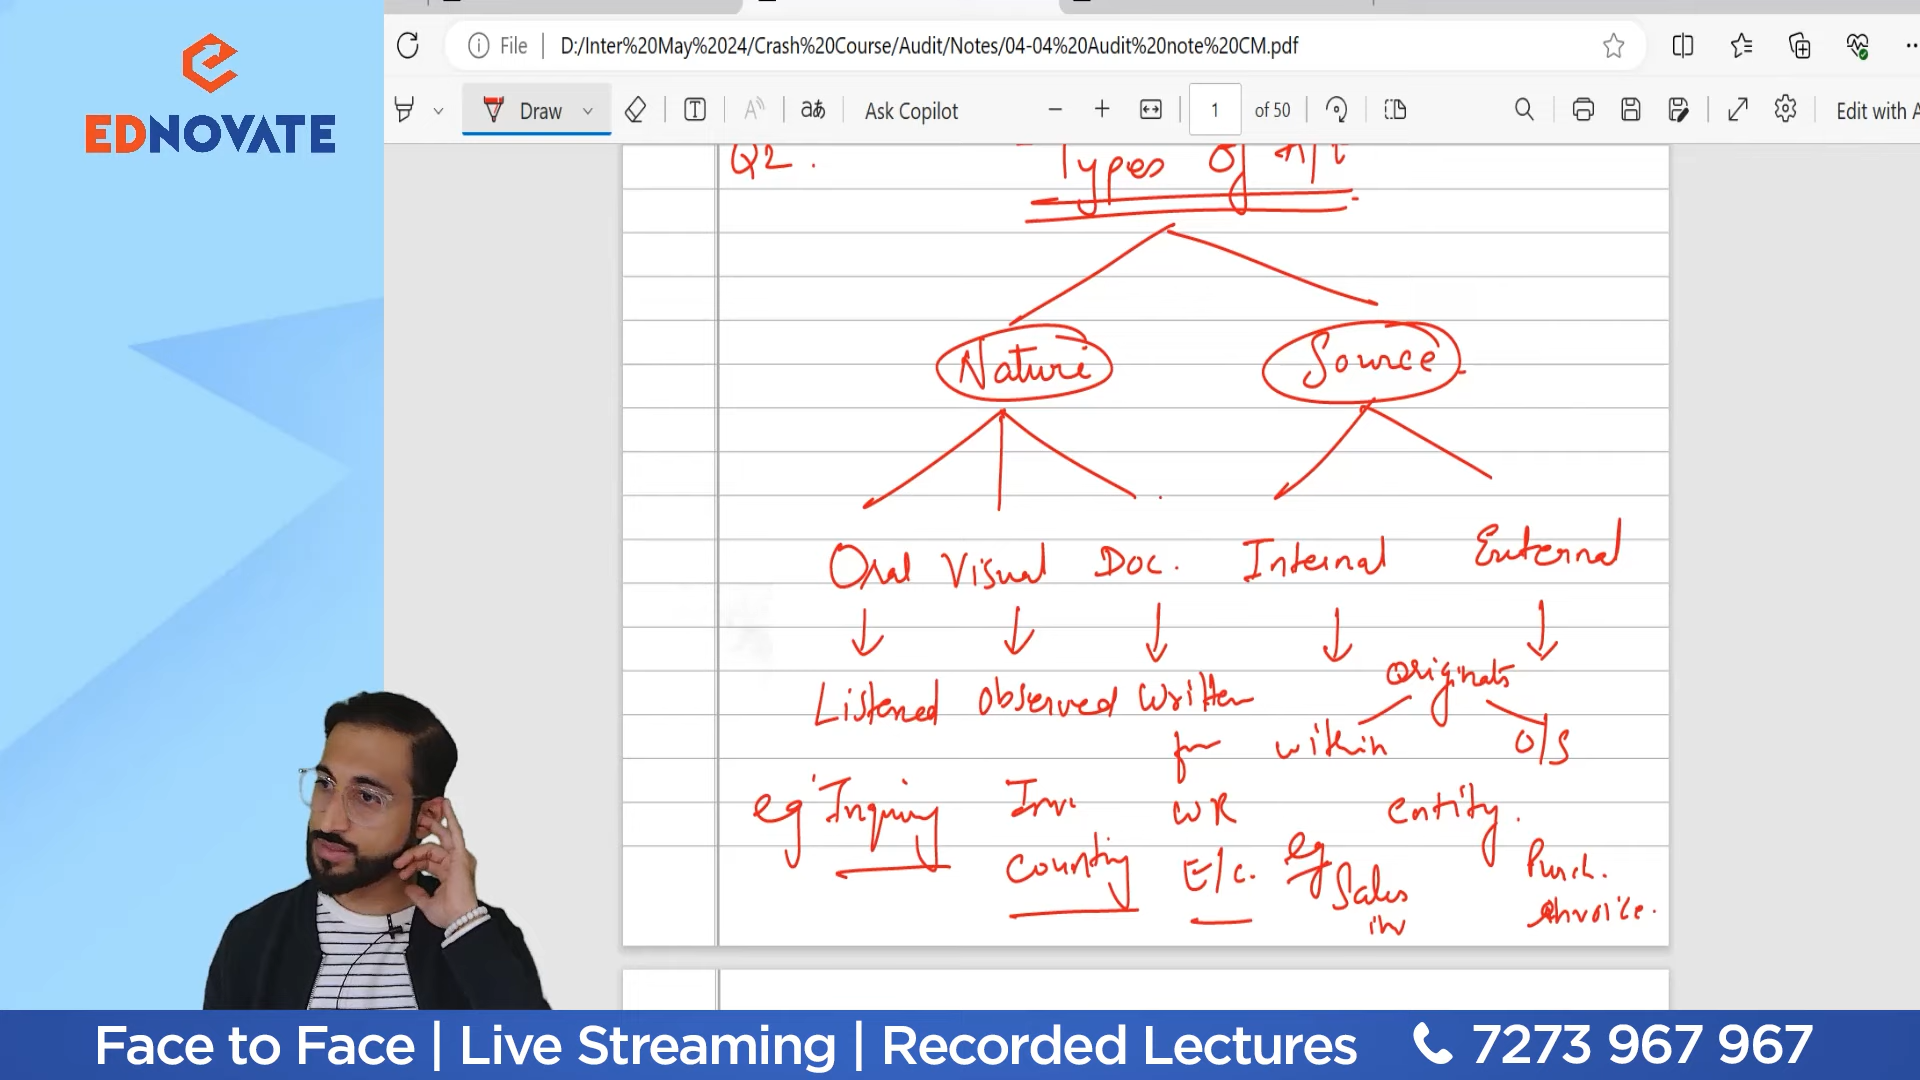 EDNOVATE
File
D:/Inter%20May%2024/Crash%20Course/Audit/Notes/04-04%20Audit%20note%20CM.pdf
Draw
Ask Copilot
1 of 50
Edit with A
Q2. Types Of
Nature Source
Oral Visual Doc. Internal External
Listened Observed Written Originats
for within O/S
eg Inquiry Inv. WR entity.
Counting E/C. eg Sales in Purch. Invoice.
Face to Face | Live Streaming | Recorded Lectures 7273 967 967